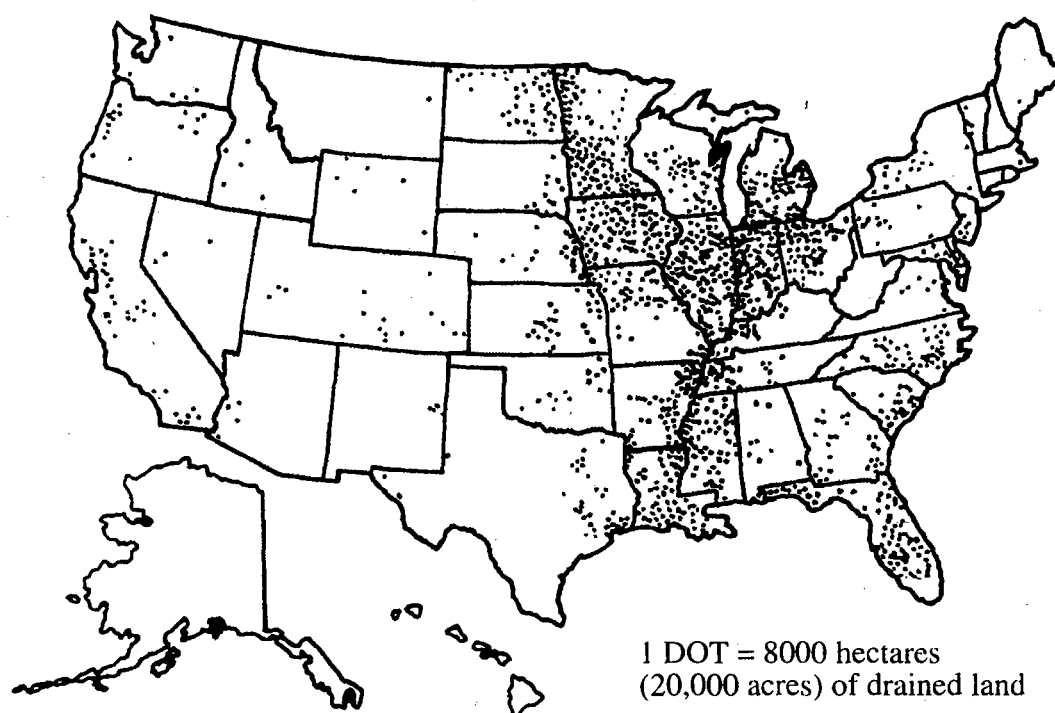 1 DOT = 8000 hectares
(20,000 acres) of drained land